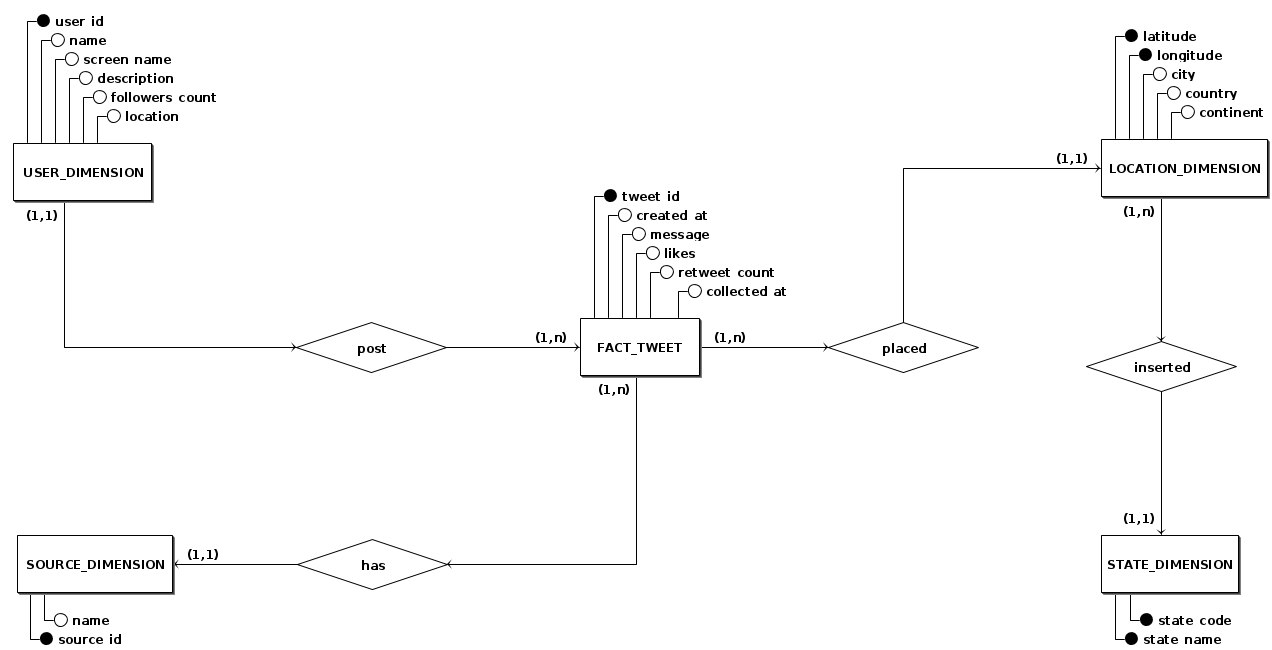 user id
name
screen name
description
followers count
location
USER_DIMENSION
(1,1)
latitude
longitude
city
country
continent
(1,1)
LOCATION_DIMENSION
(1,n)
tweet id
created at
message
likes
retweet count
collected at
post
(1,n)
FACT_TWEET
(1,n)
placed
(1,n)
inserted
(1,1)
STATE_DIMENSION
state code
state name
has
(1,1)
SOURCE_DIMENSION
name
source id